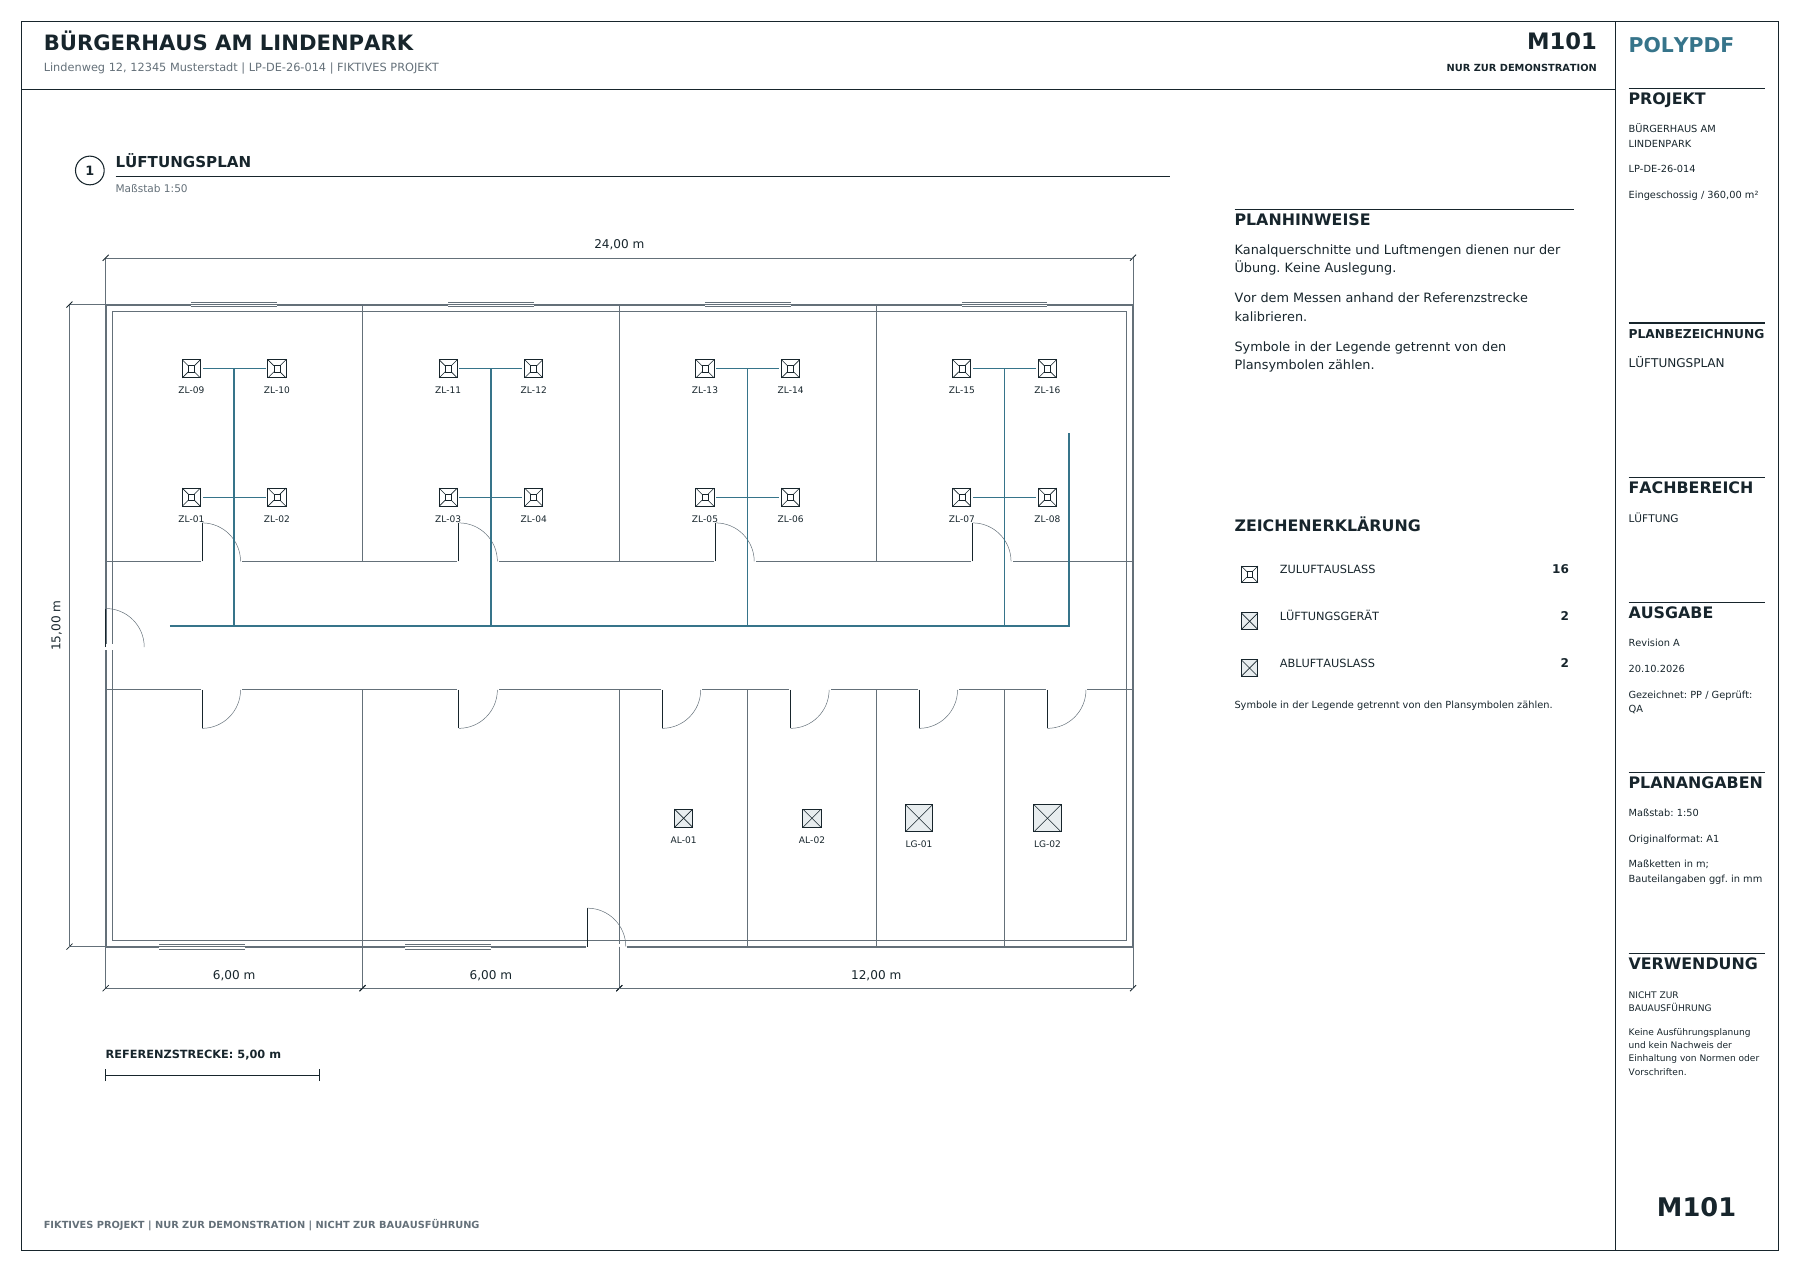 BÜRGERHAUS AM LINDENPARK
Lindenweg 12, 12345 Musterstadt | LP-DE-26-014 | FIKTIVES PROJEKT
M101
NUR ZUR DEMONSTRATION
1
LÜFTUNGSPLAN
Maßstab 1:50
24,00 m
15,00 m
ZL-09
ZL-10
ZL-11
ZL-12
ZL-13
ZL-14
ZL-15
ZL-16
ZL-01
ZL-02
ZL-03
ZL-04
ZL-05
ZL-06
ZL-07
ZL-08
AL-01
AL-02
LG-01
LG-02
6,00 m
6,00 m
12,00 m
REFERENZSTRECKE: 5,00 m
PLANHINWEISE
Kanalquerschnitte und Luftmengen dienen nur der
Übung. Keine Auslegung.
Vor dem Messen anhand der Referenzstrecke
kalibrieren.
Symbole in der Legende getrennt von den
Plansymbolen zählen.
ZEICHENERKLÄRUNG
ZULUFTAUSLASS 16
LÜFTUNGSGERÄT 2
ABLUFTAUSLASS 2
Symbole in der Legende getrennt von den Plansymbolen zählen.
POLYPDF
PROJEKT
BÜRGERHAUS AM
LINDENPARK
LP-DE-26-014
Eingeschossig / 360,00 m²
PLANBEZEICHNUNG
LÜFTUNGSPLAN
FACHBEREICH
LÜFTUNG
AUSGABE
Revision A
20.10.2026
Gezeichnet: PP / Geprüft:
QA
PLANANGABEN
Maßstab: 1:50
Originalformat: A1
Maßketten in m;
Bauteilangaben ggf. in mm
VERWENDUNG
NICHT ZUR
BAUAUSFÜHRUNG
Keine Ausführungsplanung
und kein Nachweis der
Einhaltung von Normen oder
Vorschriften.
M101
FIKTIVES PROJEKT | NUR ZUR DEMONSTRATION | NICHT ZUR BAUAUSFÜHRUNG